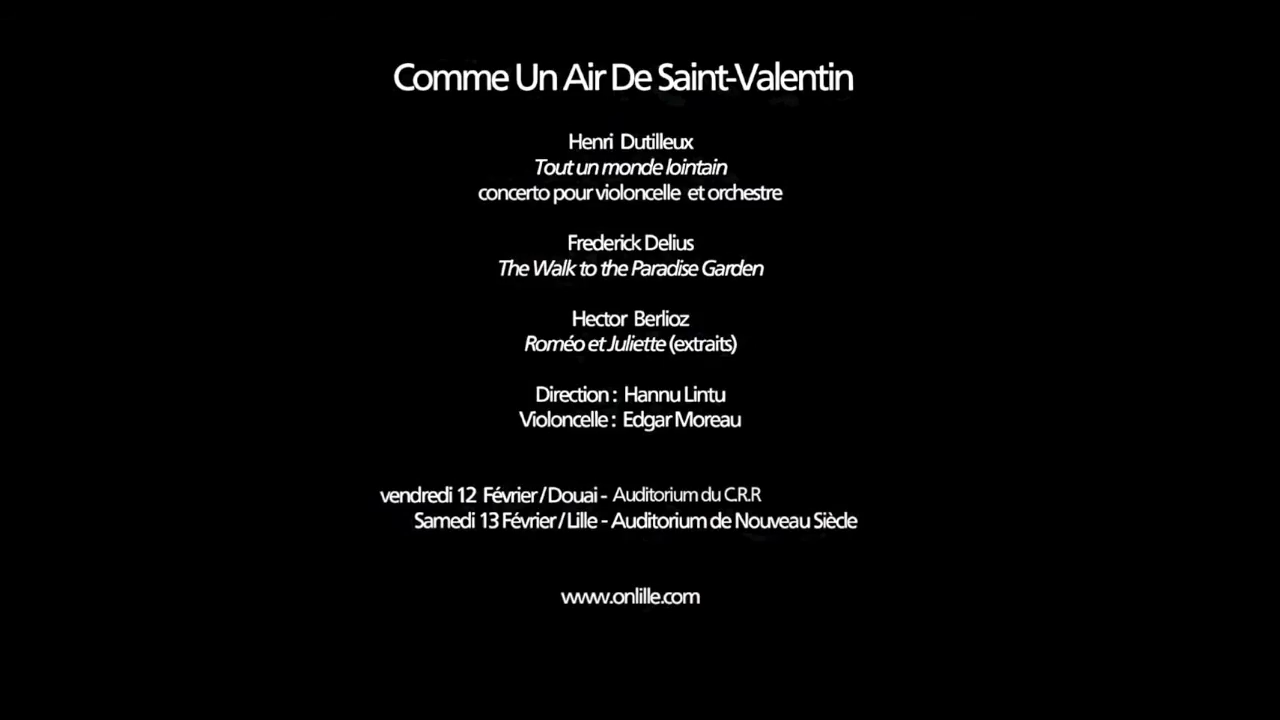 Comme Un Air De Saint-Valentin
Henri Dutilleux
Tout un monde lointain
concerto pour violoncelle et orchestre
Frederick Delius
The Walk to the Paradise Garden
Hector Berlioz
Roméo et Juliette (extraits)
Direction : Hannu Lintu
Violoncelle : Edgar Moreau
vendredi 12 Février / Douai - Auditorium du C.R.R
Samedi 13 Février / Lille - Auditorium de Nouveau Siècle
www.onlille.com